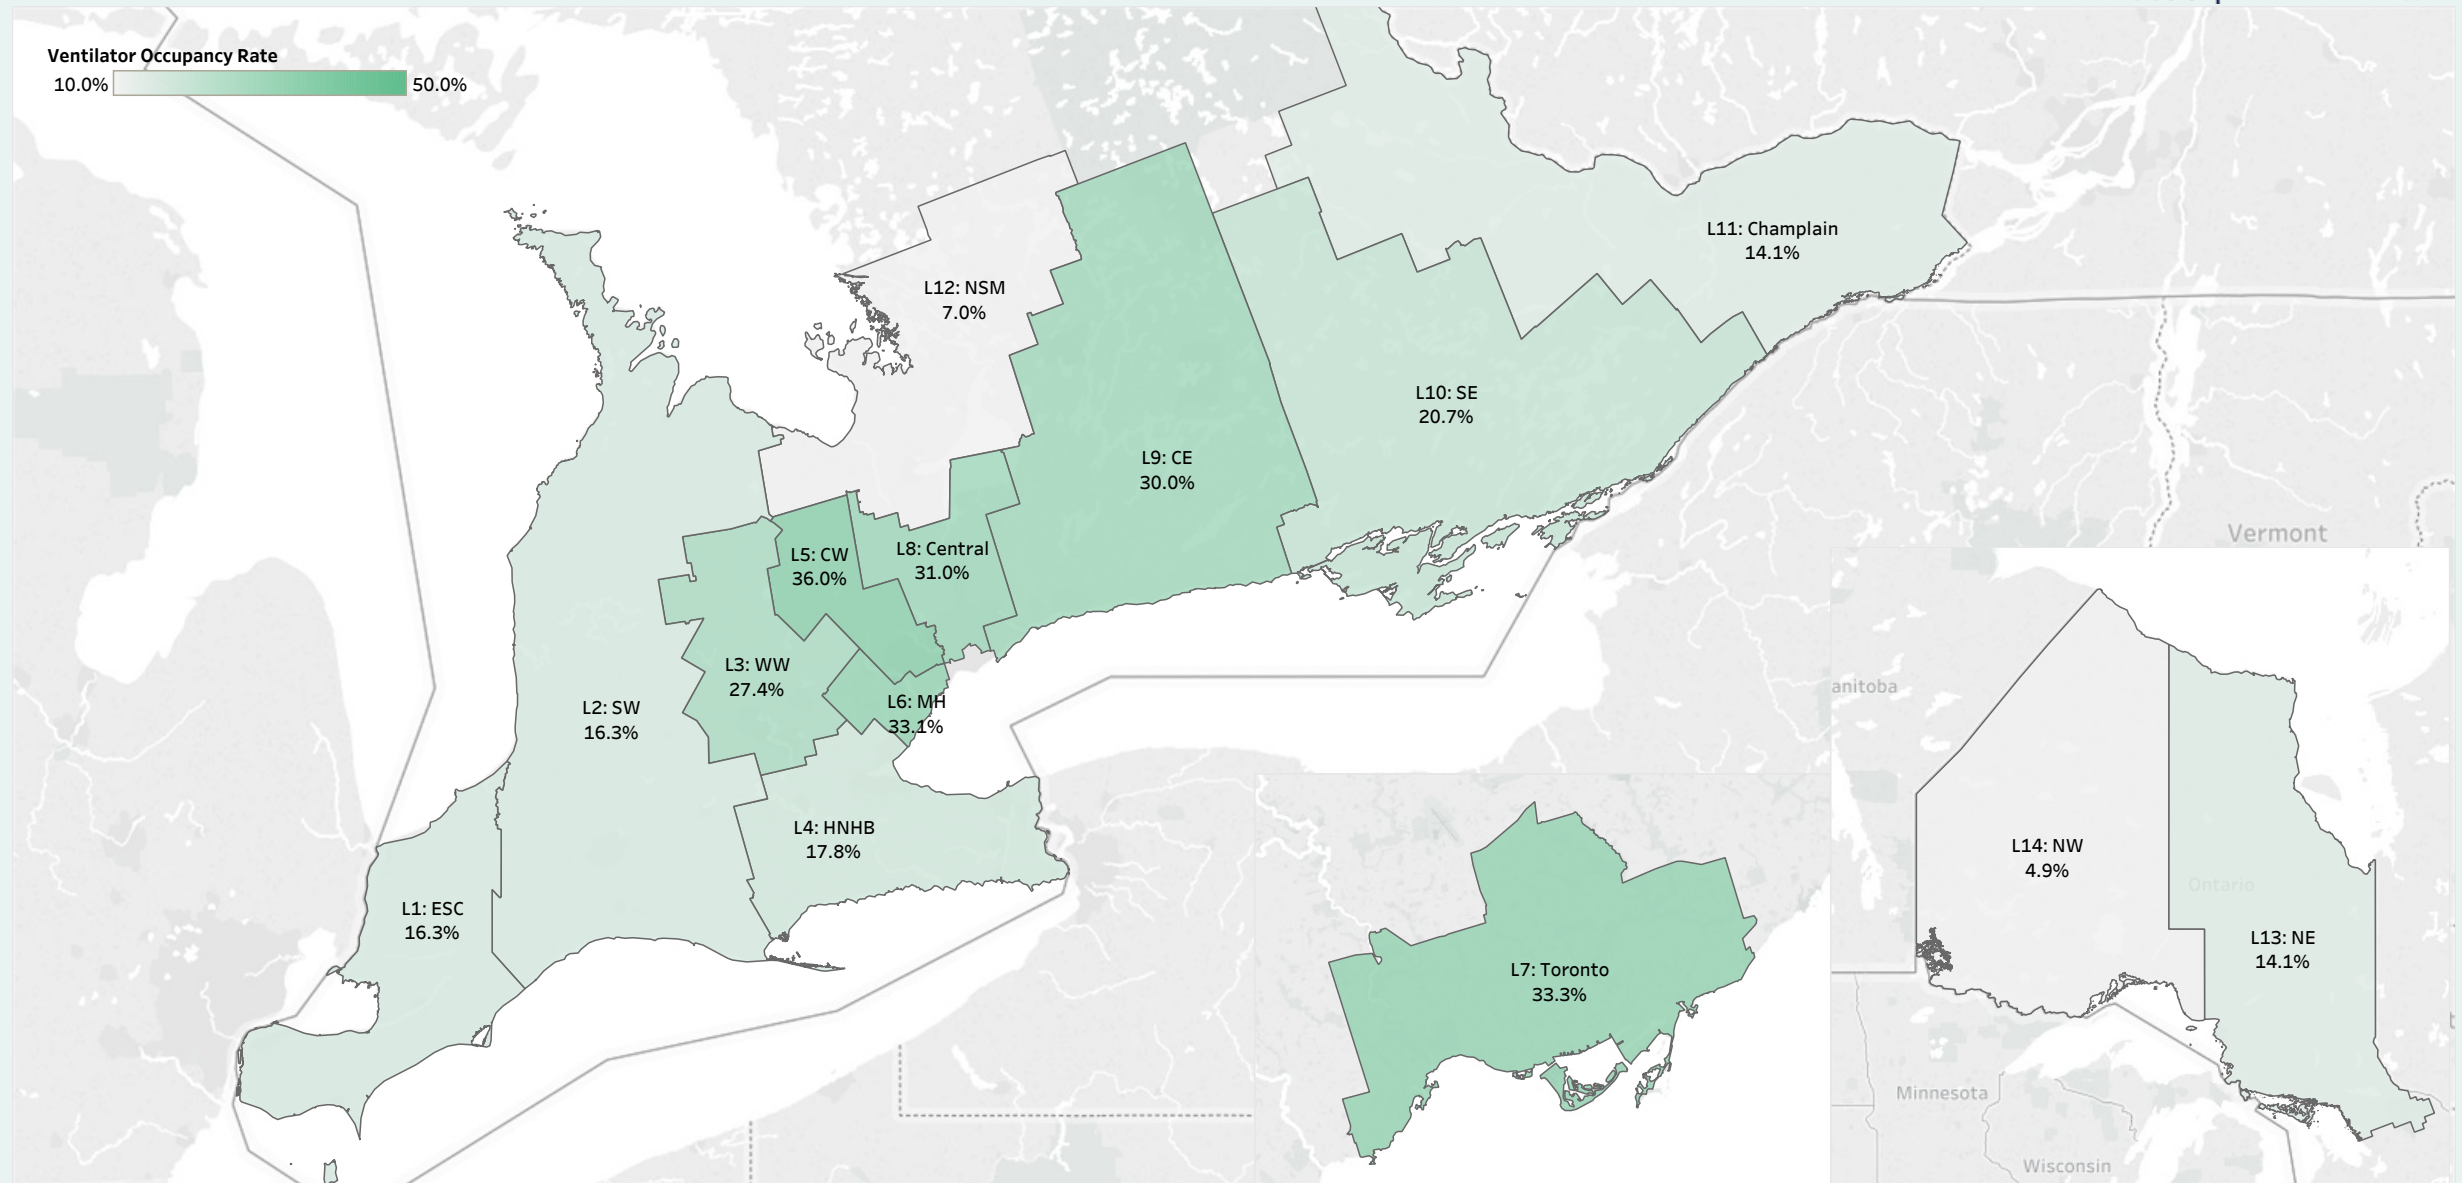 Ventilator Occupancy Rate
10.0% 50.0%
L11: Champlain
14.1%
L12: NSM
7.0%
L10: SE
20.7%
L9: CE
30.0%
L5: CW
36.0%
L8: Central
31.0%
Vermont
L3: WW
27.4%
L6: MH
33.1%
L2: SW
16.3%
anitoba
L4: HNHB
17.8%
L14: NW
4.9%
Ontario
L1: ESC
16.3%
L13: NE
14.1%
L7: Toronto
33.3%
Minnesota
Wisconsin